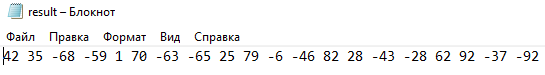 result – Блокнот
Файл Правка Формат Вид Справка
42 35 -68 -59 1 70 -63 -65 25 79 -6 -46 82 28 -43 -28 62 92 -37 -92